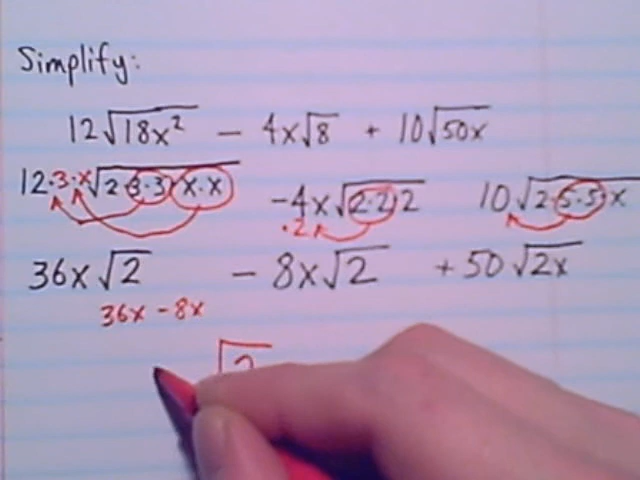 Simplify:
12√18x² − 4x√8 + 10√50x
12·3·x√2·3·3·x·x −4x√2·2·2 10√2·5·5·x
·2
36x√2 − 8x√2 + 50√2x
36x − 8x
√2